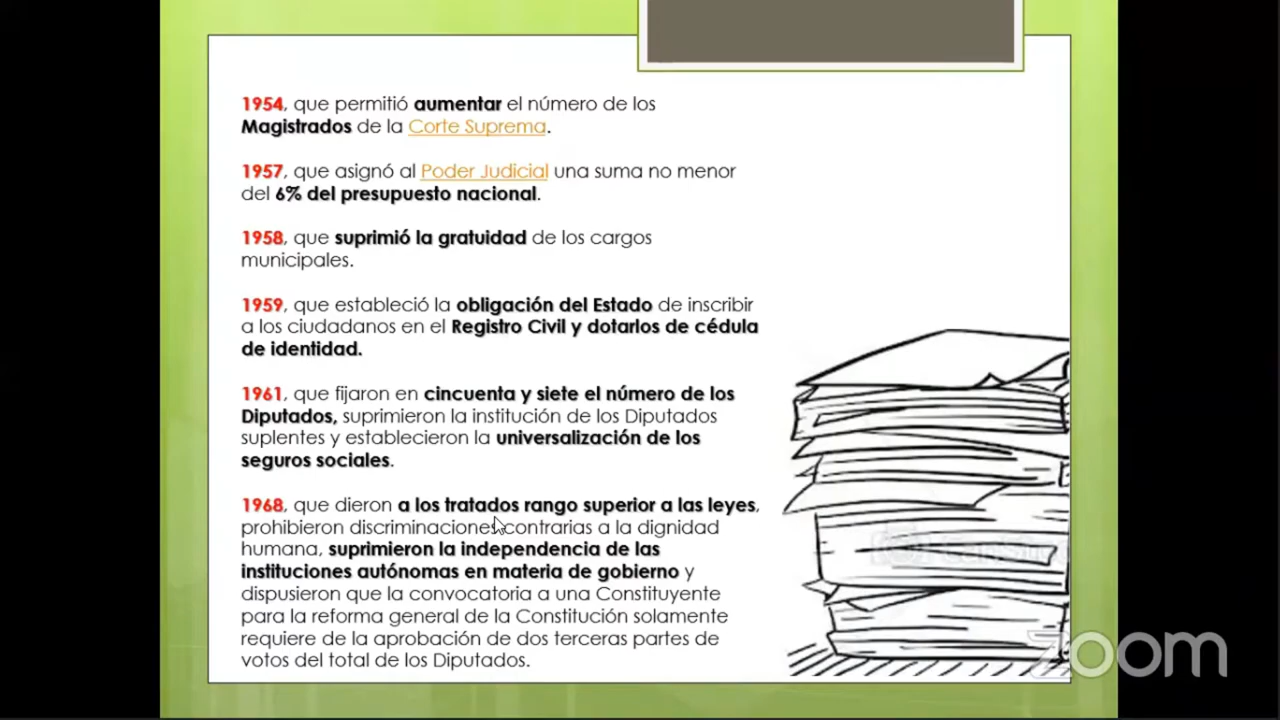 1954, que permitió aumentar el número de los
Magistrados de la Corte Suprema.
1957, que asignó al Poder Judicial una suma no menor
del 6% del presupuesto nacional.
1958, que suprimió la gratuidad de los cargos
municipales.
1959, que estableció la obligación del Estado de inscribir
a los ciudadanos en el Registro Civil y dotarlos de cédula
de identidad.
1961, que fijaron en cincuenta y siete el número de los
Diputados, suprimieron la institución de los Diputados
suplentes y establecieron la universalización de los
seguros sociales.
1968, que dieron a los tratados rango superior a las leyes,
prohibieron discriminaciones contrarias a la dignidad
humana, suprimieron la independencia de las
instituciones autónomas en materia de gobierno y
dispusieron que la convocatoria a una Constituyente
para la reforma general de la Constitución solamente
requiere de la aprobación de dos terceras partes de
votos del total de los Diputados.
zoom